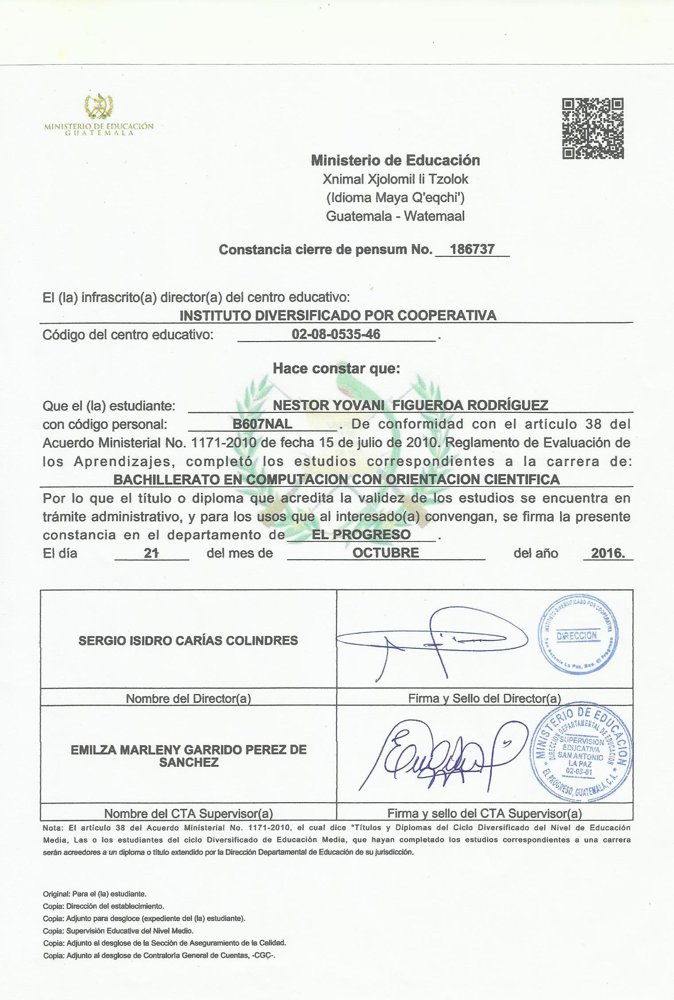 MINISTERIO DE EDUCACIÓN
GUATEMALA
Ministerio de Educación
Xnimal Xjolomil li Tzolok
(Idioma Maya Q'eqchi')
Guatemala - Watemaal
Constancia cierre de pensum No. 186737
El (la) infrascrito(a) director(a) del centro educativo:
INSTITUTO DIVERSIFICADO POR COOPERATIVA
Código del centro educativo: 02-08-0535-46 .
Hace constar que:
Que el (la) estudiante: NESTOR YOVANI FIGUEROA RODRÍGUEZ
con código personal: B607NAL . De conformidad con el artículo 38 del
Acuerdo Ministerial No. 1171-2010 de fecha 15 de julio de 2010. Reglamento de Evaluación de
los Aprendizajes, completó los estudios correspondientes a la carrera de:
BACHILLERATO EN COMPUTACION CON ORIENTACION CIENTIFICA
Por lo que el título o diploma que acredita la validez de los estudios se encuentra en
trámite administrativo, y para los usos que al interesado(a) convengan, se firma la presente
constancia en el departamento de EL PROGRESO .
El día 21 del mes de OCTUBRE del año 2016.
SERGIO ISIDRO CARÍAS COLINDRES
INSTITUTO DIVERSIFICADO POR COOPERATIVA
DIRECCION
San Antonio La Paz, Dep. El Progreso
Nombre del Director(a) Firma y Sello del Director(a)
EMILZA MARLENY GARRIDO PEREZ DE
SANCHEZ
MINISTERIO DE EDUCACION
DIRECCION DEPARTAMENTAL DE EDUCACION
SUPERVISION
EDUCATIVA
SAN ANTONIO
LA PAZ
02-08-01
* EL PROGRESO, GUATEMALA, C. A. *
Nombre del CTA Supervisor(a) Firma y sello del CTA Supervisor(a)
Nota: El artículo 38 del Acuerdo Ministerial No. 1171-2010, el cual dice "Títulos y Diplomas del Ciclo Diversificado del Nivel de Educación
Media, Las o los estudiantes del ciclo Diversificado de Educación Media, que hayan completado los estudios correspondientes a una carrera
serán acreedores a un diploma o título extendido por la Dirección Departamental de Educación de su jurisdicción.
Original: Para el (la) estudiante.
Copia: Dirección del establecimiento.
Copia: Adjunto para desgloce (expediente del (la) estudiante).
Copia: Supervisión Educativa del Nivel Medio.
Copia: Adjunto al desglose de la Sección de Aseguramiento de la Calidad.
Copia: Adjunto al desglose de Contraloría General de Cuentas, -CGC-.